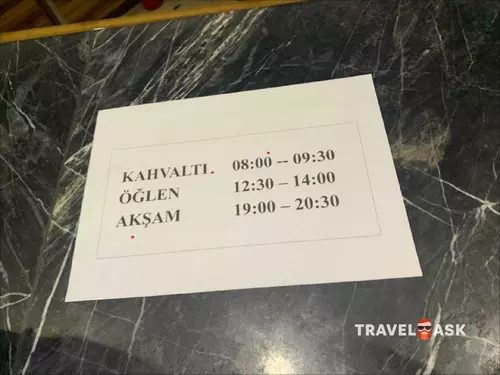 KAHVALTI. 08:00 -- 09:30
ÖĞLEN 12:30 – 14:00
AKŞAM 19:00 – 20:30
TRAVEL ASK